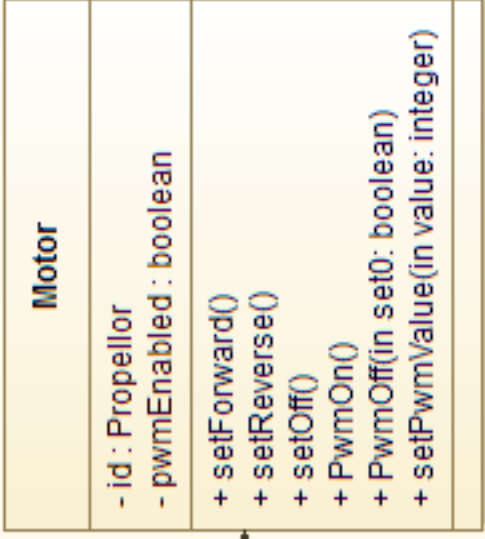 Motor
- id : Propellor
- pwmEnabled : boolean
+ setForward()
+ setReverse()
+ setOff()
+ PwmOn()
+ PwmOff(in set0: boolean)
+ setPwmValue(in value: integer)